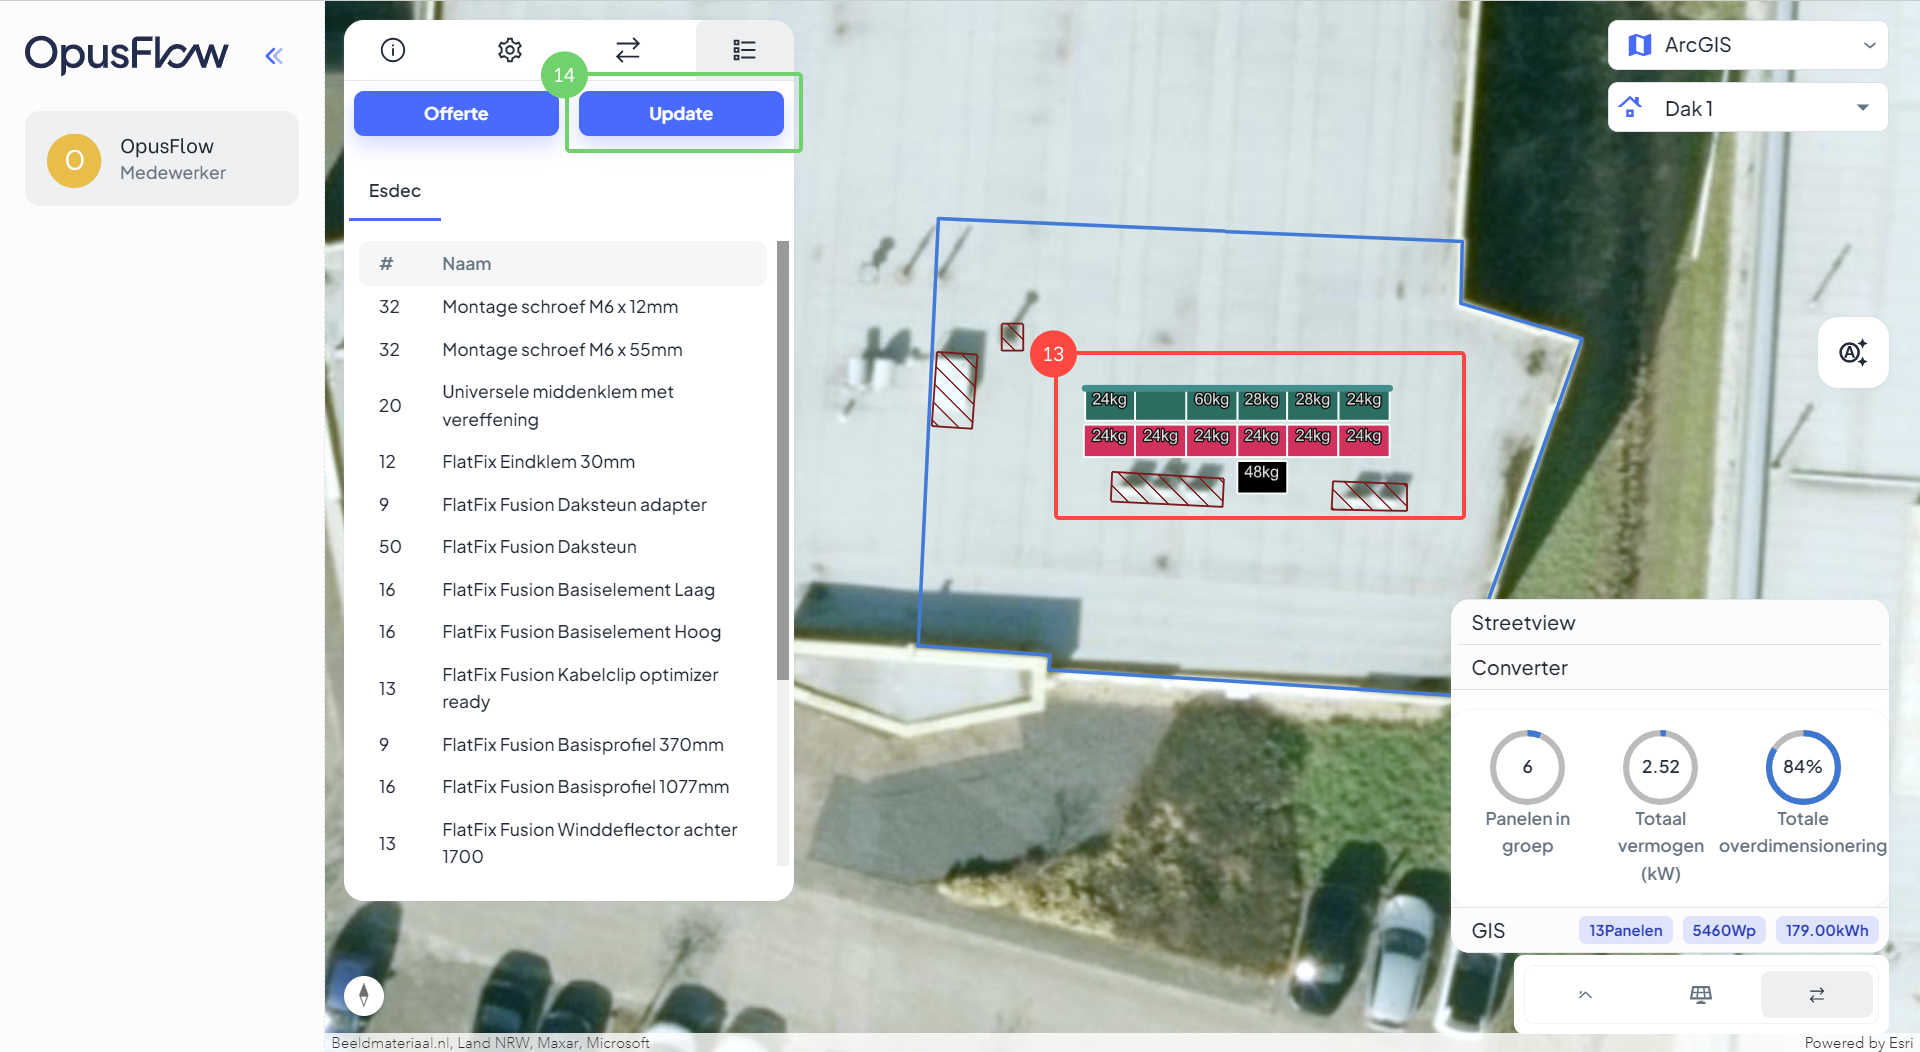 OpusFlow
O
OpusFlow
Medewerker
14
Offerte
Update
Esdec
# Naam
32 Montage schroef M6 x 12mm
32 Montage schroef M6 x 55mm
20 Universele middenklem met
vereffening
12 FlatFix Eindklem 30mm
9 FlatFix Fusion Daksteun adapter
50 FlatFix Fusion Daksteun
16 FlatFix Fusion Basiselement Laag
16 FlatFix Fusion Basiselement Hoog
13 FlatFix Fusion Kabelclip optimizer
ready
9 FlatFix Fusion Basisprofiel 370mm
16 FlatFix Fusion Basisprofiel 1077mm
13 FlatFix Fusion Winddeflector achter
1700
ArcGIS
Dak 1
13
24kg 60kg 28kg 28kg 24kg
24kg 24kg 24kg 24kg 24kg 24kg
48kg
Streetview
Converter
6 2.52 84%
Panelen in
groep
Totaal
vermogen
(kW)
Totale
overdimensionering
GIS 13Panelen 5460Wp 179.00kWh
Beeldmateriaal.nl, Land NRW, Maxar, Microsoft
Powered by Esri